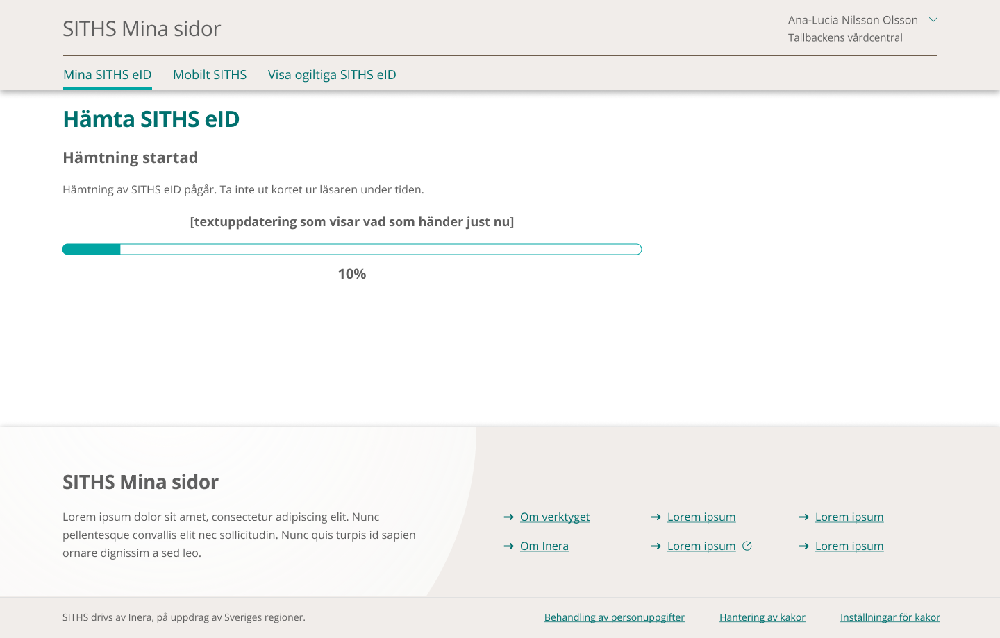 SITHS Mina sidor
Ana-Lucia Nilsson Olsson
Tallbackens vårdcentral
Mina SITHS eID
Mobilt SITHS
Visa ogiltiga SITHS eID
Hämta SITHS eID
Hämtning startad
Hämtning av SITHS eID pågår. Ta inte ut kortet ur läsaren under tiden.
[textuppdatering som visar vad som händer just nu]
10%
SITHS Mina sidor
Lorem ipsum dolor sit amet, consectetur adipiscing elit. Nunc
pellentesque convallis elit nec sollicitudin. Nunc quis turpis id sapien
ornare dignissim a sed leo.
Om verktyget
Lorem ipsum
Lorem ipsum
Om Inera
Lorem ipsum
Lorem ipsum
SITHS drivs av Inera, på uppdrag av Sveriges regioner.
Behandling av personuppgifter
Hantering av kakor
Inställningar för kakor